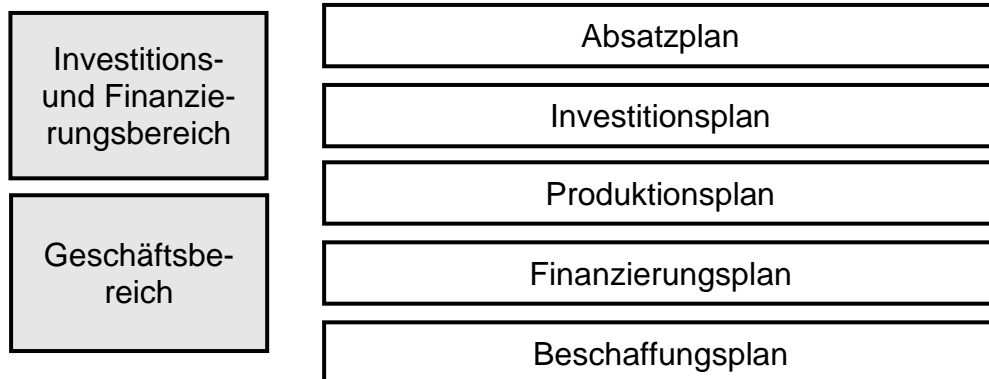 Investitions-
und Finanzie-
rungsbereich
Geschäftsbe-
reich
Absatzplan
Investitionsplan
Produktionsplan
Finanzierungsplan
Beschaffungsplan